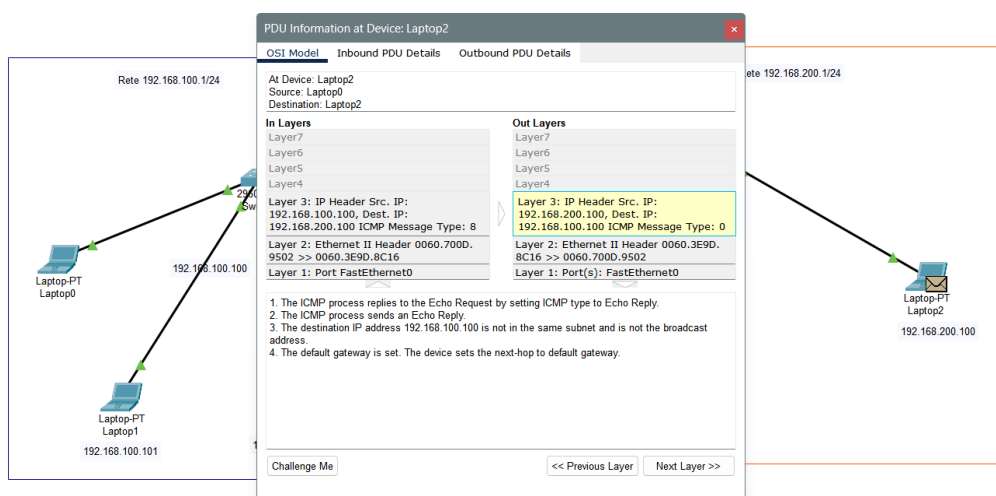 PDU Information at Device: Laptop2
×
OSI Model Inbound PDU Details Outbound PDU Details
At Device: Laptop2
Source: Laptop0
Destination: Laptop2
In Layers
Layer7
Layer6
Layer5
Layer4
Layer 3: IP Header Src. IP:
192.168.100.100, Dest. IP:
192.168.200.100 ICMP Message Type: 8
Layer 2: Ethernet II Header 0060.700D.
9502 >> 0060.3E9D.8C16
Layer 1: Port FastEthernet0
Out Layers
Layer7
Layer6
Layer5
Layer4
Layer 3: IP Header Src. IP:
192.168.200.100, Dest. IP:
192.168.100.100 ICMP Message Type: 0
Layer 2: Ethernet II Header 0060.3E9D.
8C16 >> 0060.700D.9502
Layer 1: Port(s): FastEthernet0
1. The ICMP process replies to the Echo Request by setting ICMP type to Echo Reply.
2. The ICMP process sends an Echo Reply.
3. The destination IP address 192.168.100.100 is not in the same subnet and is not the broadcast
address.
4. The default gateway is set. The device sets the next-hop to default gateway.
Challenge Me
<< Previous Layer
Next Layer >>
Rete 192.168.100.1/24
192.168.100.100
Laptop-PT
Laptop0
Laptop-PT
Laptop1
192.168.100.101
192.168.200.1/24
Laptop-PT
Laptop2
192.168.200.100